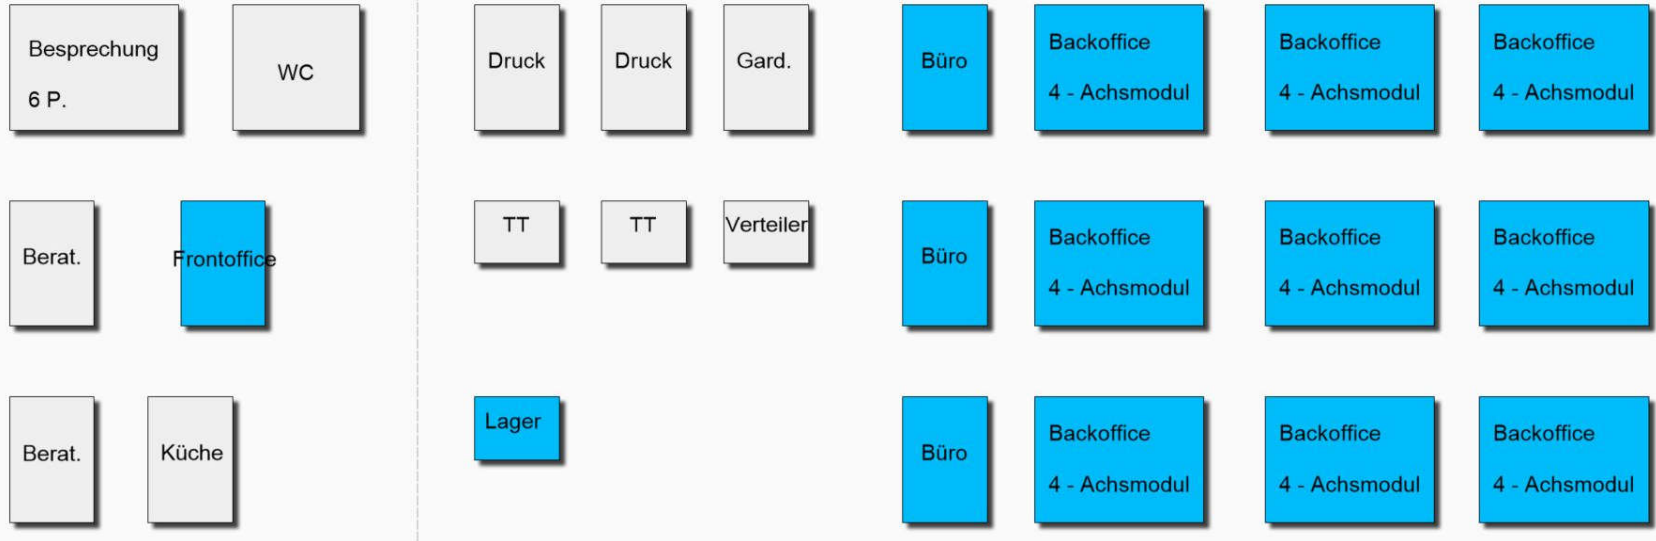 Besprechung
6 P.
WC
Druck
Druck
Gard.
Büro
Backoffice
4 - Achsmodul
Backoffice
4 - Achsmodul
Backoffice
4 - Achsmodul
Berat.
Frontoffice
TT
TT
Verteiler
Büro
Backoffice
4 - Achsmodul
Backoffice
4 - Achsmodul
Backoffice
4 - Achsmodul
Berat.
Küche
Lager
Büro
Backoffice
4 - Achsmodul
Backoffice
4 - Achsmodul
Backoffice
4 - Achsmodul